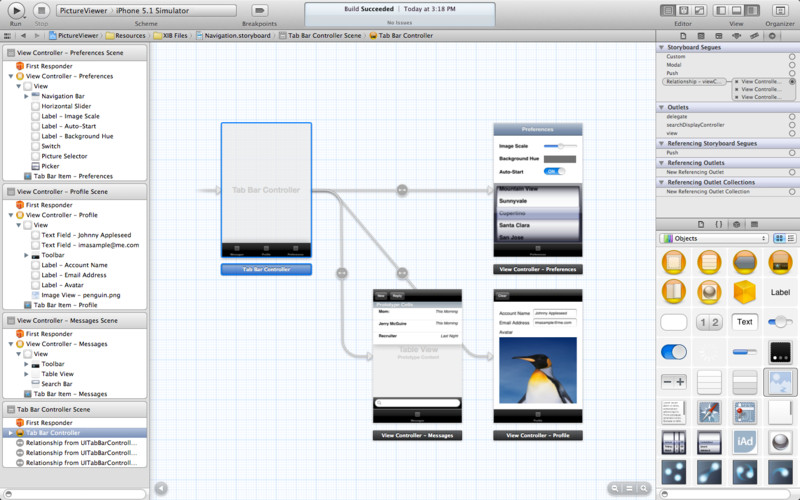 PictureViewer › iPhone 5.1 Simulator
Build Succeeded | Today at 3:18 PM
No Issues
Run
Stop
Scheme
Breakpoints
Editor
View
Organizer
PictureViewer
Resources
XIB Files
Navigation.storyboard
Tab Bar Controller Scene
Tab Bar Controller
View Controller – Preferences Scene
First Responder
View Controller – Preferences
View
Navigation Bar
Horizontal Slider
Label – Image Scale
Label – Auto-Start
Label – Background Hue
Switch
Picture Selector
Picker
Tab Bar Item – Preferences
View Controller – Profile Scene
First Responder
View Controller – Profile
View
Text Field – Johnny Appleseed
Text Field – imasample@me.com
Toolbar
Label – Account Name
Label – Email Address
Label – Avatar
Image View – penguin.png
Tab Bar Item – Profile
View Controller – Messages Scene
First Responder
View Controller – Messages
View
Toolbar
Table View
Search Bar
Tab Bar Item – Messages
Tab Bar Controller Scene
First Responder
Tab Bar Controller
Relationship from UITabBarControll...
Relationship from UITabBarControll...
Relationship from UITabBarControll...
Tab Bar Controller
Messages
Profile
Preferences
Tab Bar Controller
Preferences
Image Scale
Background Hue
Auto-Start
ON
Mountain View
Sunnyvale
Cupertino
Santa Clara
San Jose
Preferences
View Controller – Preferences
New
Reply
Prototype Cells
Mom
This Morning
Jerry McGuire
This Morning
Recruiter
Last Night
Table View
Prototype Content
Messages
View Controller – Messages
Account Name
Johnny Appleseed
Email Address
imasample@me.com
Avatar
Profile
View Controller – Profile
Storyboard Segues
Custom
Modal
Push
Relationship – viewC...
View Controlle...
View Controlle...
View Controlle...
Outlets
delegate
searchDisplayController
view
Referencing Storyboard Segues
Push
Referencing Outlets
New Referencing Outlet
Referencing Outlet Collections
New Referencing Outlet Collection
Objects
Label
1 2
Text
iAd